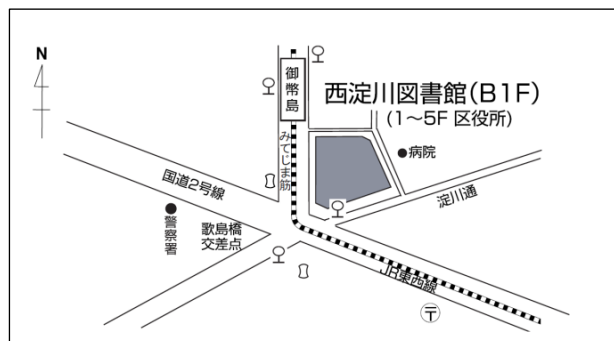 N
御幣島
西淀川図書館(B1F)
(1～5F 区役所)
みてじま筋
●病院
国道2号線
淀川通
●警察署
歌島橋
交差点
JR東西線
〒